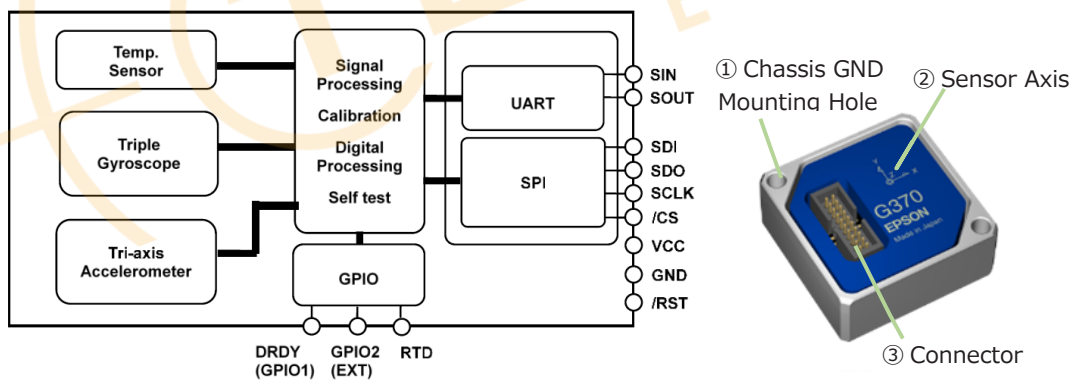 Temp.
Sensor
Triple
Gyroscope
Tri-axis
Accelerometer
Signal
Processing
Calibration
Digital
Processing
Self test
GPIO
UART
SPI
SIN
SOUT
SDI
SDO
SCLK
/CS
VCC
GND
/RST
DRDY
(GPIO1)
GPIO2
(EXT)
RTD
① Chassis GND
Mounting Hole
② Sensor Axis
Y
Z
X
G370
EPSON
Made in Japan
③ Connector